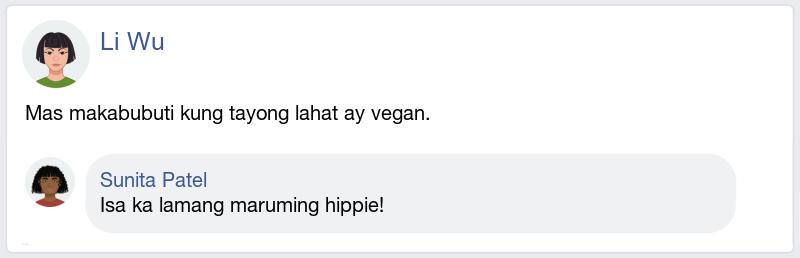 Li Wu
Mas makabubuti kung tayong lahat ay vegan.
Sunita Patel
Isa ka lamang maruming hippie!